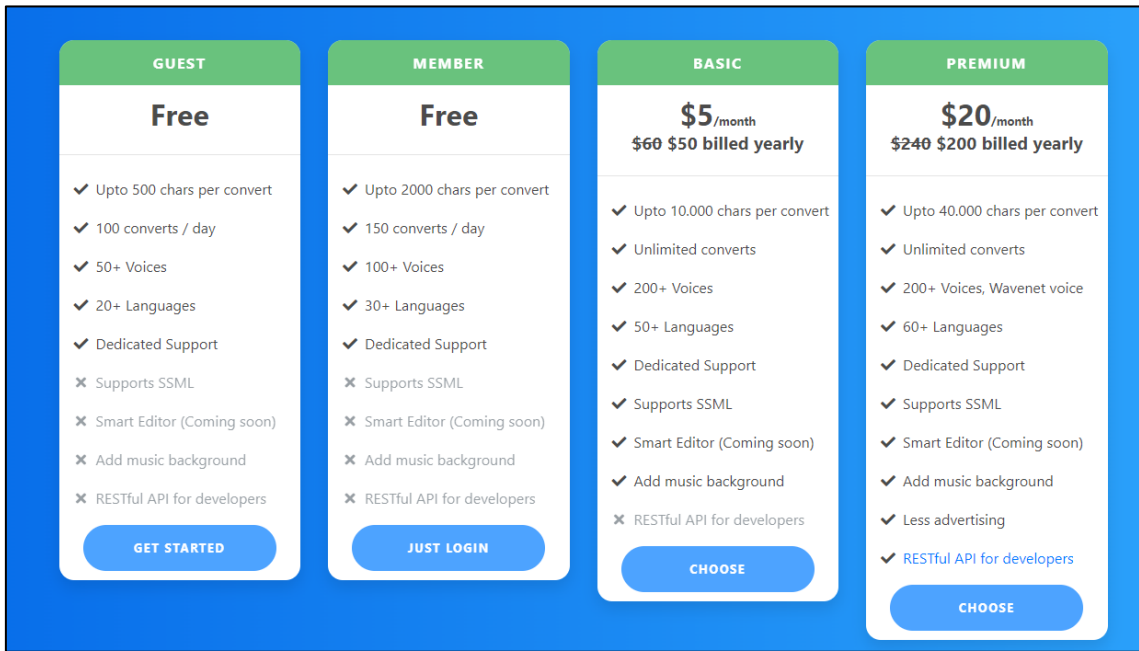 GUEST
Free
Upto 500 chars per convert
100 converts / day
50+ Voices
20+ Languages
Dedicated Support
Supports SSML
Smart Editor (Coming soon)
Add music background
RESTful API for developers
GET STARTED
MEMBER
Free
Upto 2000 chars per convert
150 converts / day
100+ Voices
30+ Languages
Dedicated Support
Supports SSML
Smart Editor (Coming soon)
Add music background
RESTful API for developers
JUST LOGIN
BASIC
$5/month
$60 $50 billed yearly
Upto 10.000 chars per convert
Unlimited converts
200+ Voices
50+ Languages
Dedicated Support
Supports SSML
Smart Editor (Coming soon)
Add music background
RESTful API for developers
CHOOSE
PREMIUM
$20/month
$240 $200 billed yearly
Upto 40.000 chars per convert
Unlimited converts
200+ Voices, Wavenet voice
60+ Languages
Dedicated Support
Supports SSML
Smart Editor (Coming soon)
Add music background
Less advertising
RESTful API for developers
CHOOSE